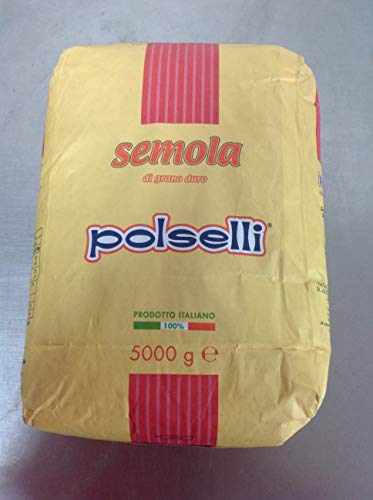 semola
di grano duro
polselli®
PRODOTTO ITALIANO
100%
5000 g ℮